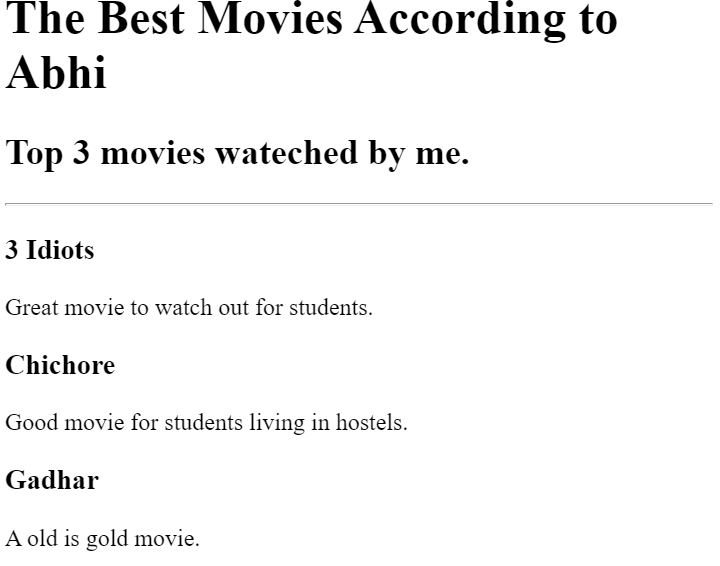 The Best Movies According to
Abhi
Top 3 movies wateched by me.
3 Idiots
Great movie to watch out for students.
Chichore
Good movie for students living in hostels.
Gadhar
A old is gold movie.